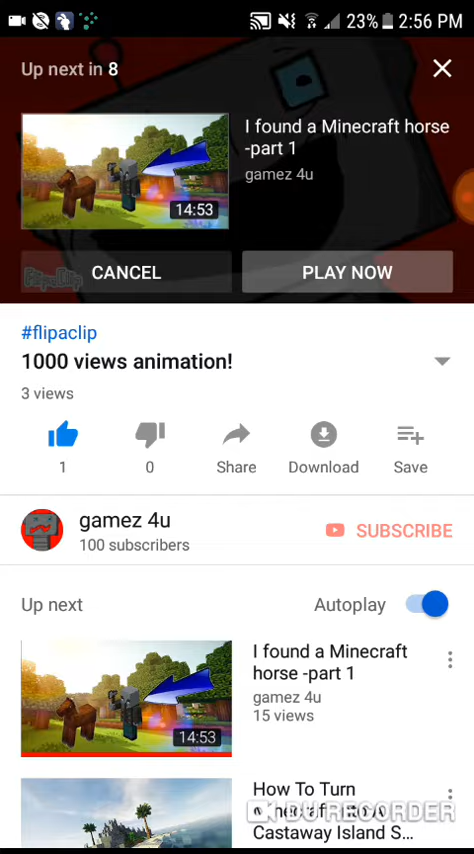 23% 2:56 PM
Up next in 8
I found a Minecraft horse
-part 1
gamez 4u
14:53
FlipaClip
CANCEL
PLAY NOW
#flipaclip
1000 views animation!
3 views
1
0
Share
Download
Save
gamez 4u
100 subscribers
SUBSCRIBE
Up next
Autoplay
I found a Minecraft
horse -part 1
gamez 4u
15 views
14:53
How To Turn
Minecraft Into A
Castaway Island S...
DU RECORDER